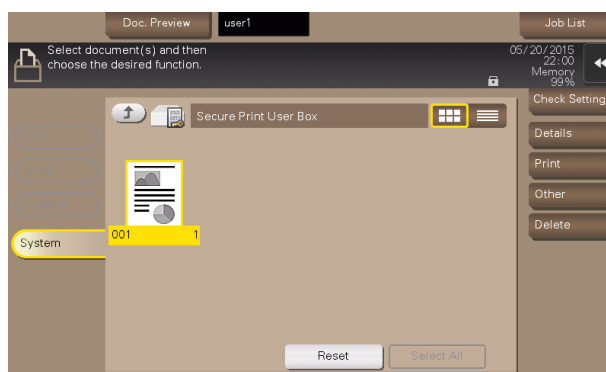 Doc. Preview
user1
Job List
Select document(s) and then
choose the desired function.
05/20/2015
22:00
Memory
99%
Secure Print User Box
Check Setting
Details
Print
Other
Delete
001 1
System
Reset
Select All